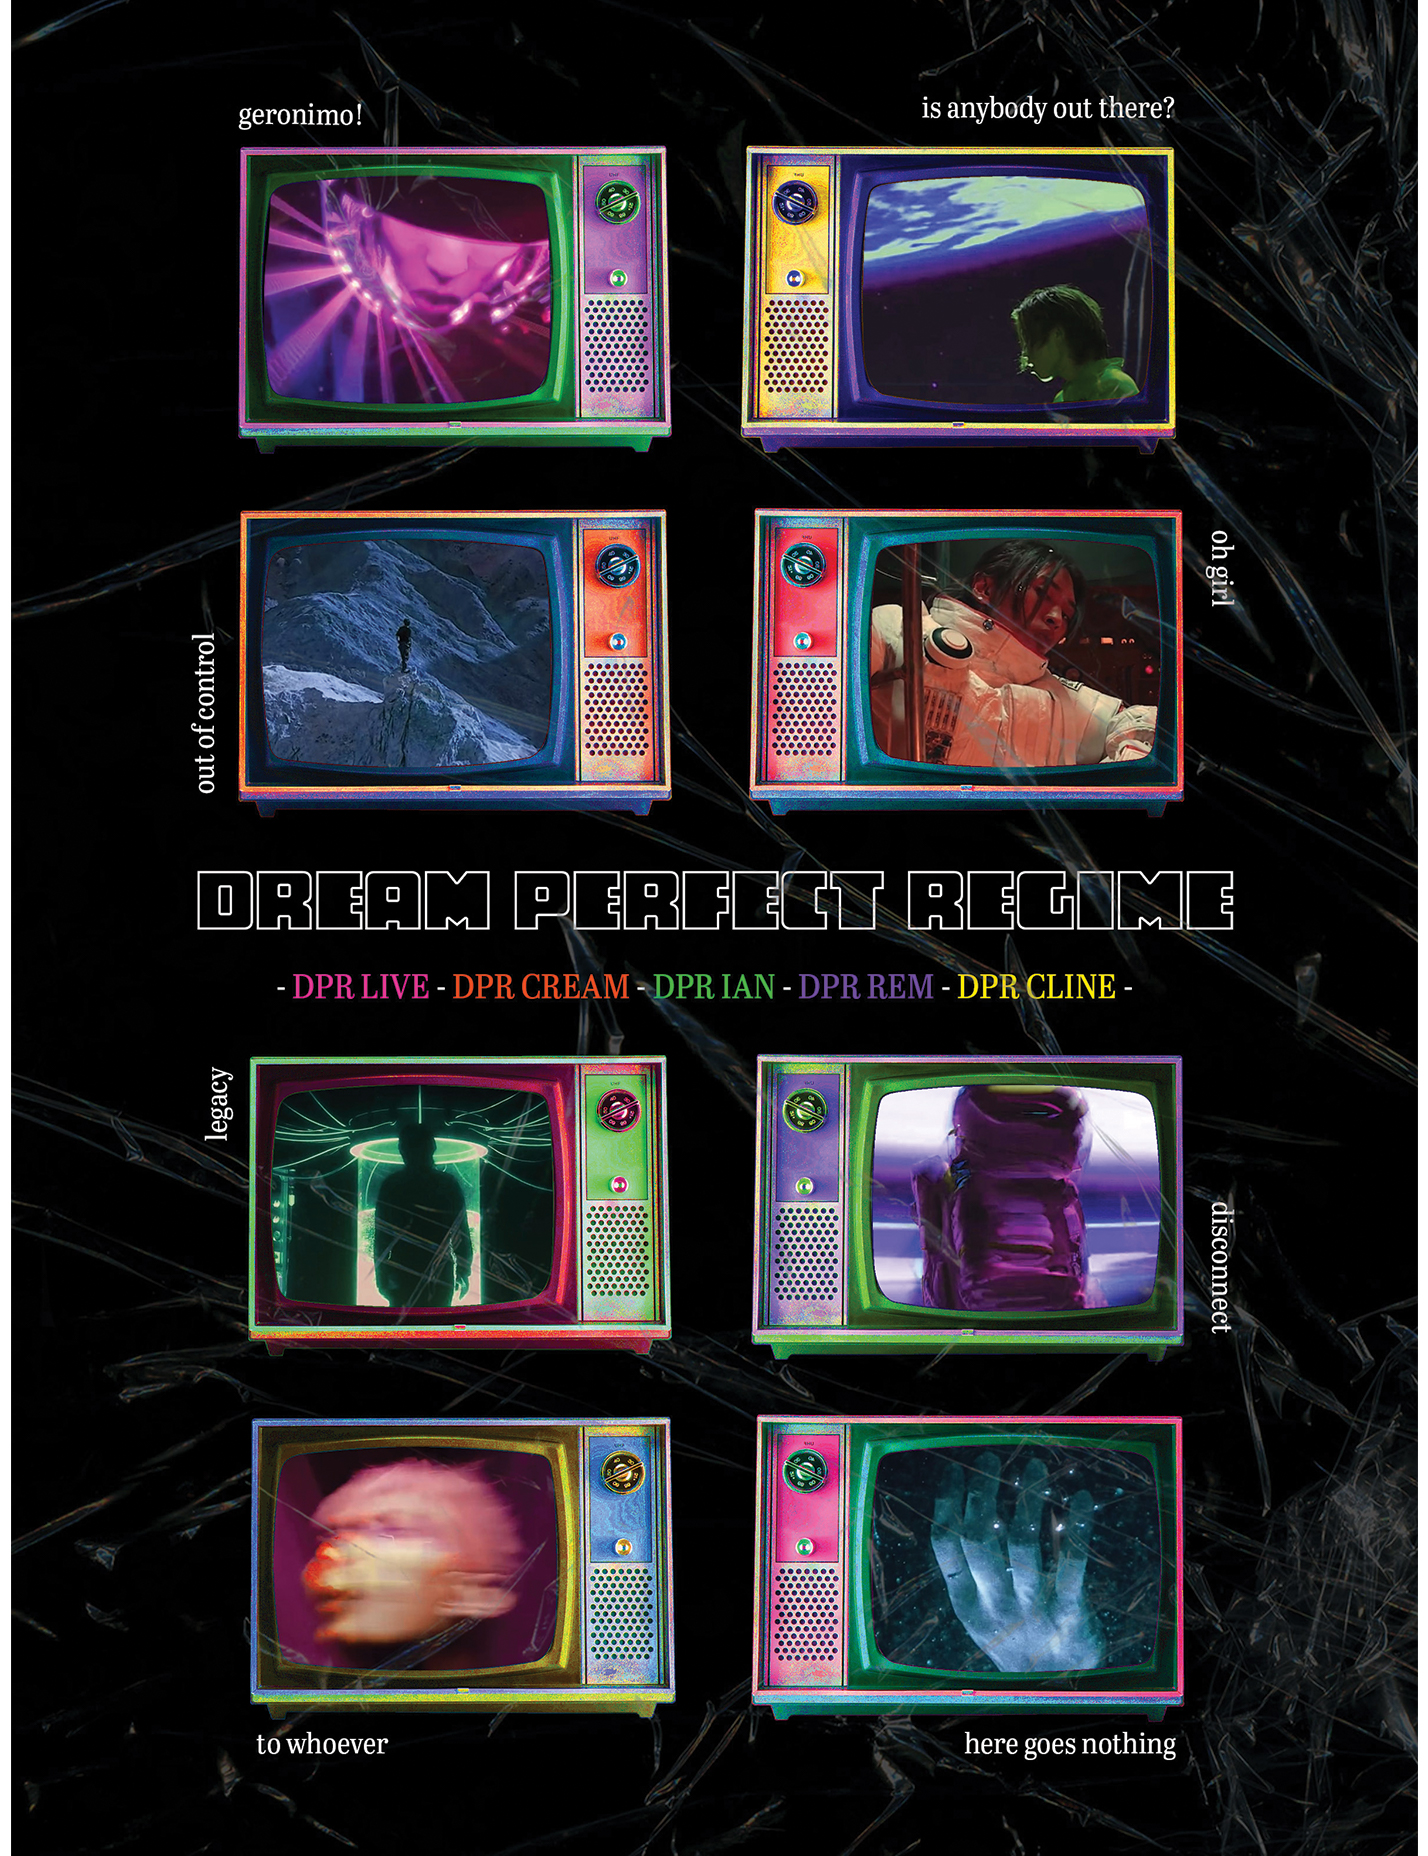 geronimo!
is anybody out there?
out of control
oh girl
DREAM PERFECT REGIME
- DPR LIVE - DPR CREAM - DPR IAN - DPR REM - DPR CLINE -
legacy
disconnect
to whoever
here goes nothing